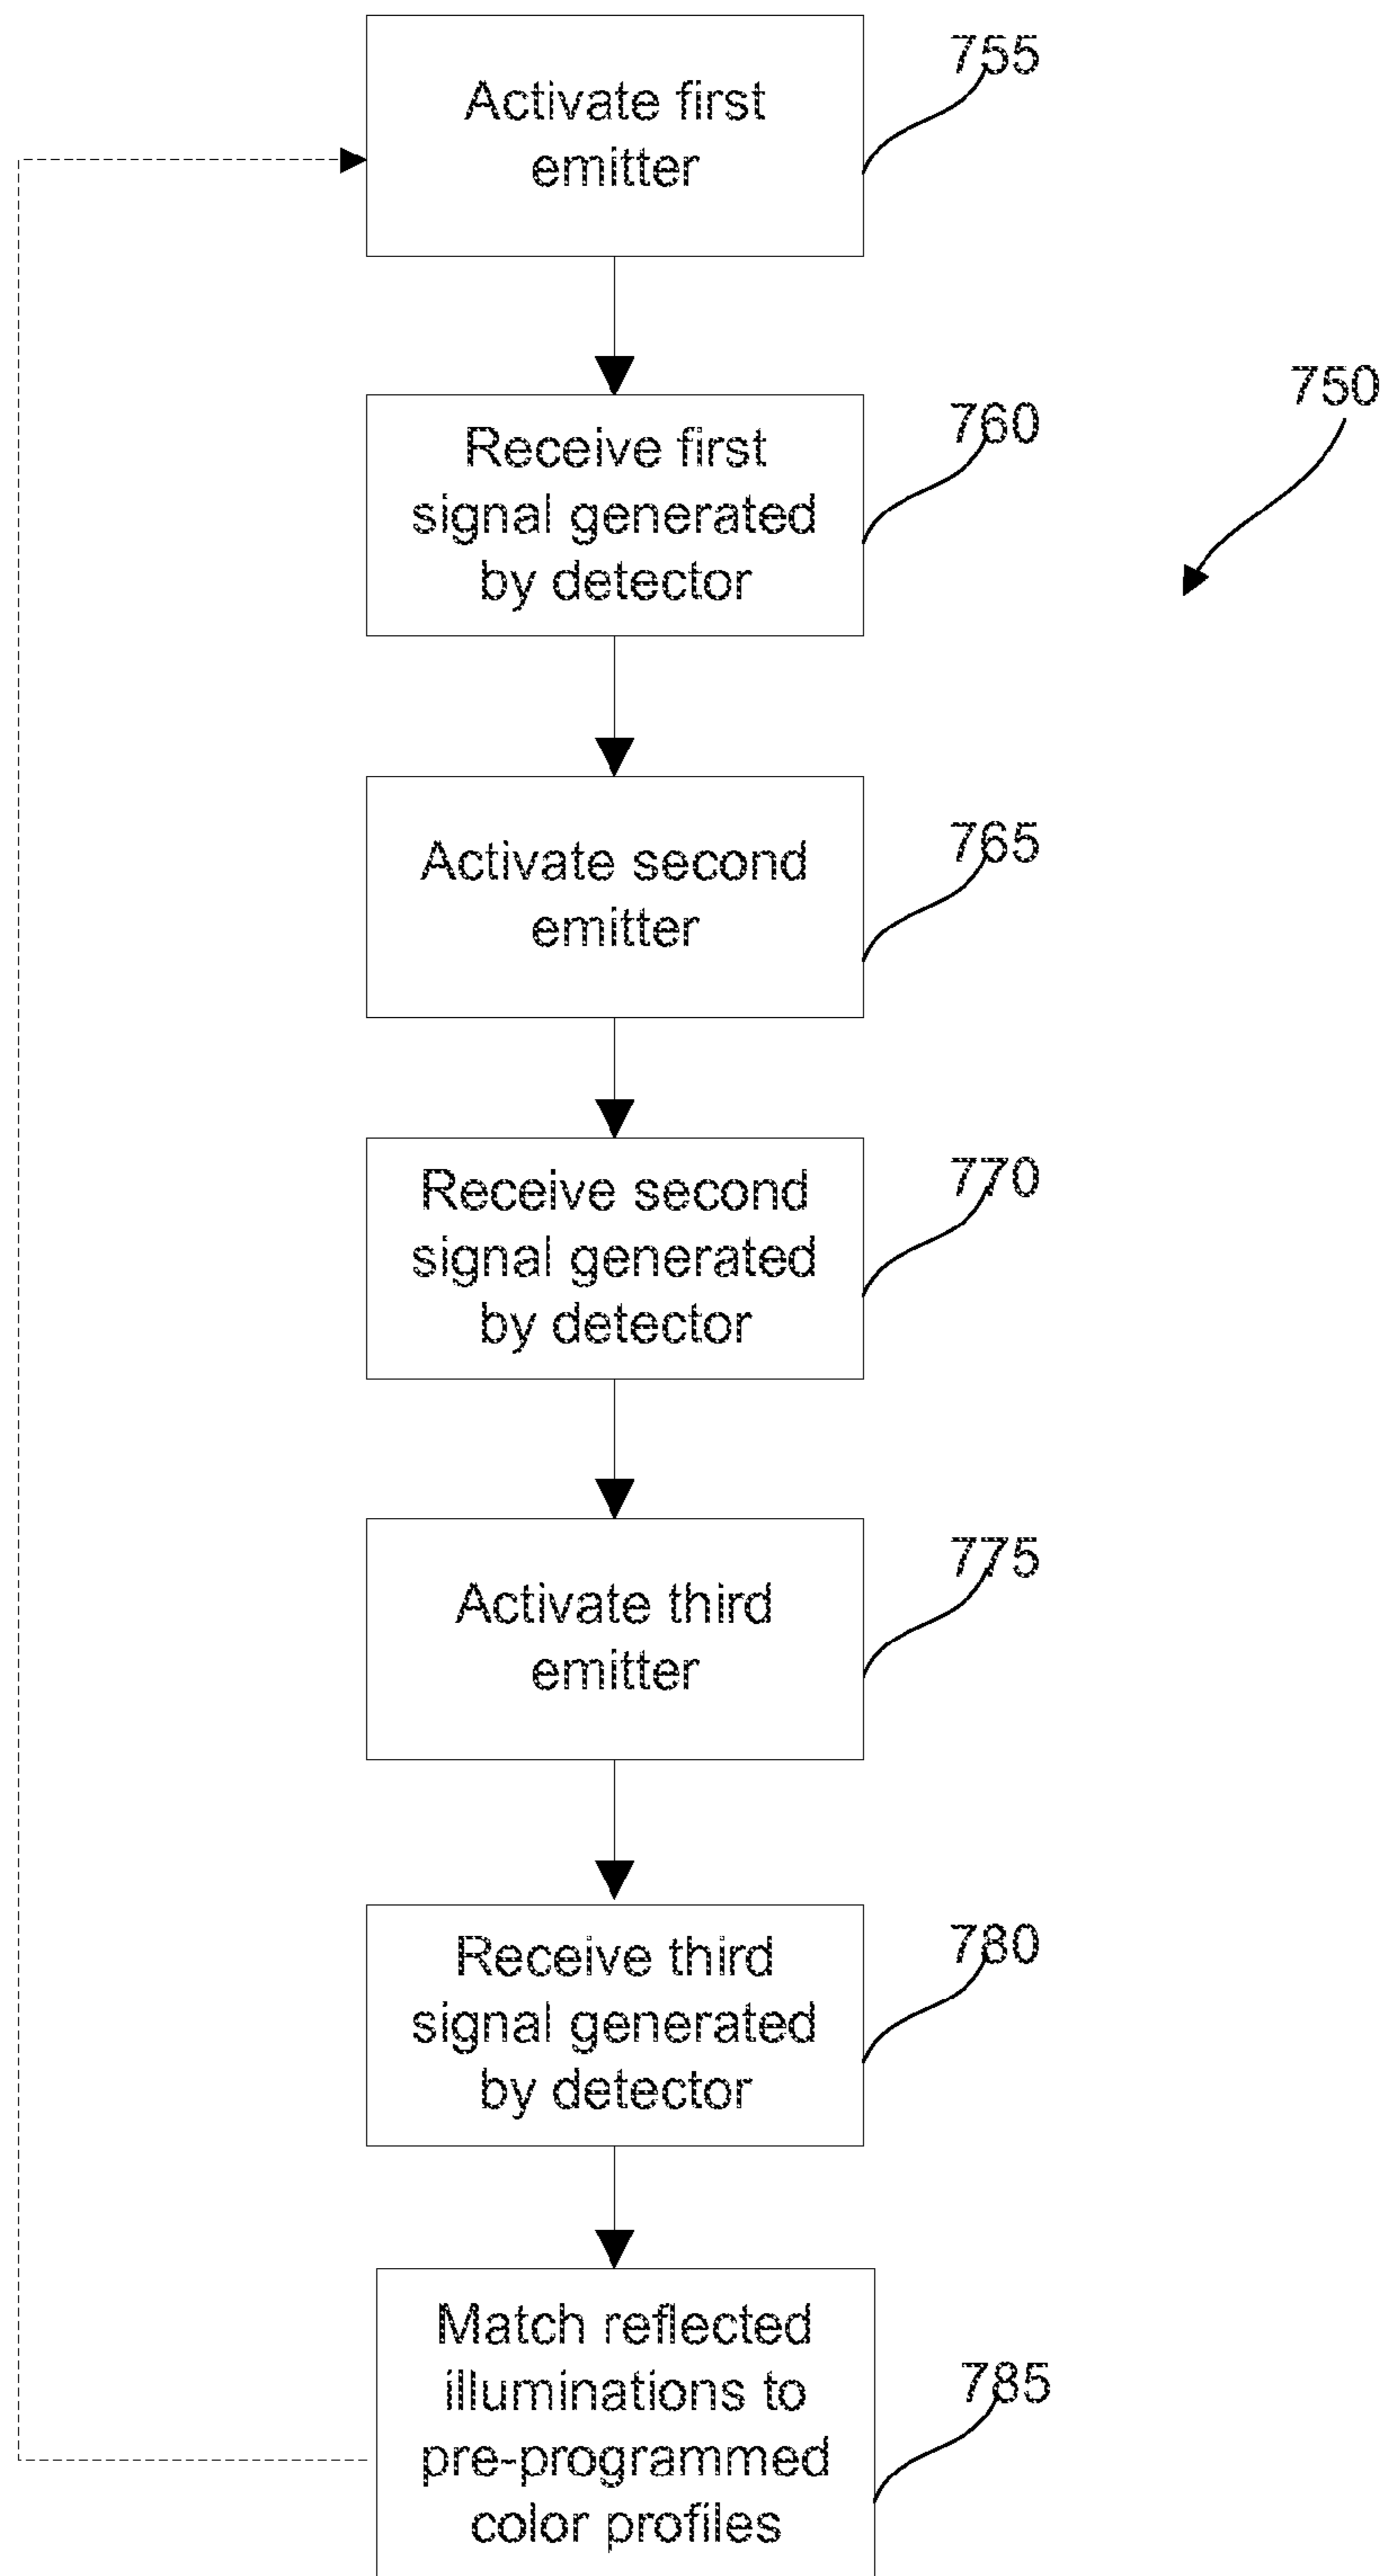 Activate first
emitter
755
Receive first
signal generated
by detector
760
750
Activate second
emitter
765
Receive second
signal generated
by detector
770
Activate third
emitter
775
Receive third
signal generated
by detector
780
Match reflected
illuminations to
pre-programmed
color profiles
785